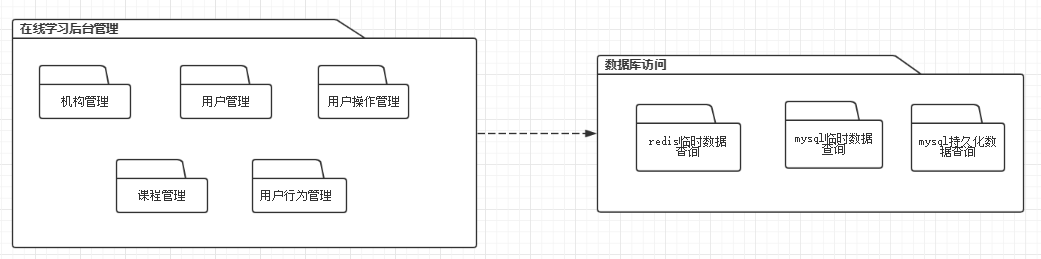 在线学习后台管理
机构管理
用户管理
用户操作管理
课程管理
用户行为管理
数据库访问
redis临时数据
查询
mysql临时数据
查询
mysql持久化数
据查询